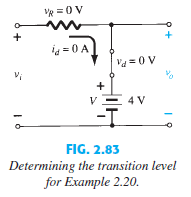 v_R = 0 V
+
+
i_d = 0 A
v_d = 0 V
v_i
v_o
+
V
4 V
–
–
–
FIG. 2.83
Determining the transition level
for Example 2.20.